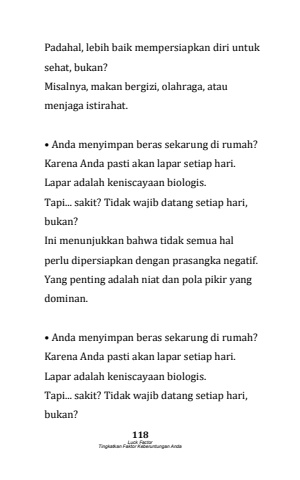 Padahal, lebih baik mempersiapkan diri untuk
sehat, bukan?
Misalnya, makan bergizi, olahraga, atau
menjaga istirahat.
• Anda menyimpan beras sekarung di rumah?
Karena Anda pasti akan lapar setiap hari.
Lapar adalah keniscayaan biologis.
Tapi... sakit? Tidak wajib datang setiap hari,
bukan?
Ini menunjukkan bahwa tidak semua hal
perlu dipersiapkan dengan prasangka negatif.
Yang penting adalah niat dan pola pikir yang
dominan.
• Anda menyimpan beras sekarung di rumah?
Karena Anda pasti akan lapar setiap hari.
Lapar adalah keniscayaan biologis.
Tapi... sakit? Tidak wajib datang setiap hari,
bukan?
118
Luck Factor
Tingkatkan Faktor Keberuntungan Anda